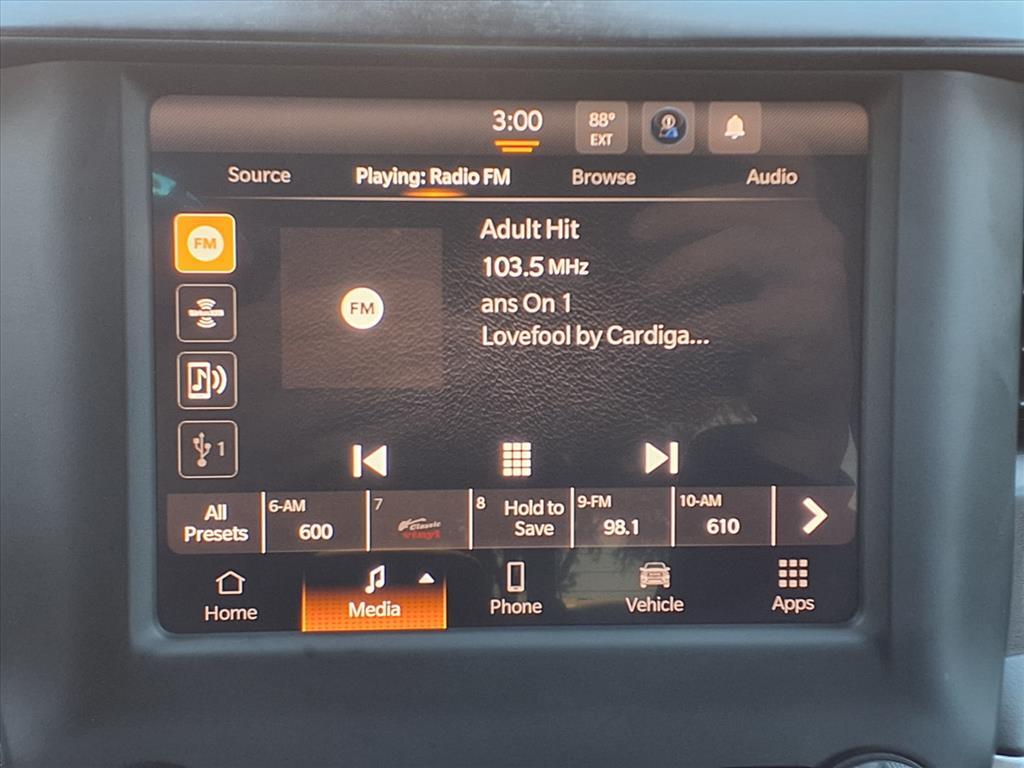 3:00
88°
EXT
Source
Playing: Radio FM
Browse
Audio
FM
FM
Adult Hit
103.5 MHz
ans On 1
Lovefool by Cardiga...
1
All
Presets
6-AM
600
7
Classic
vinyl
8
Hold to
Save
9-FM
98.1
10-AM
610
Home
Media
Phone
Vehicle
Apps